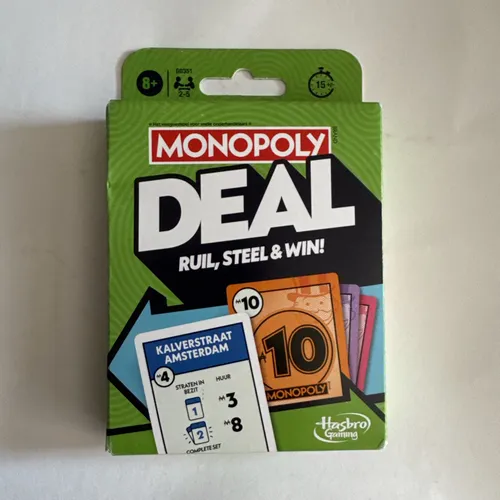 8+
2-5
15
MONOPOLY
BRAND
DEAL
RUIL, STEEL & WIN!
KALVERSTRAAT
AMSTERDAM
M4
STRATEN IN
BEZIT
HUUR
1
M3
2
M8
COMPLETE SET
M10
M10
MONOPOLY
Hasbro
Gaming